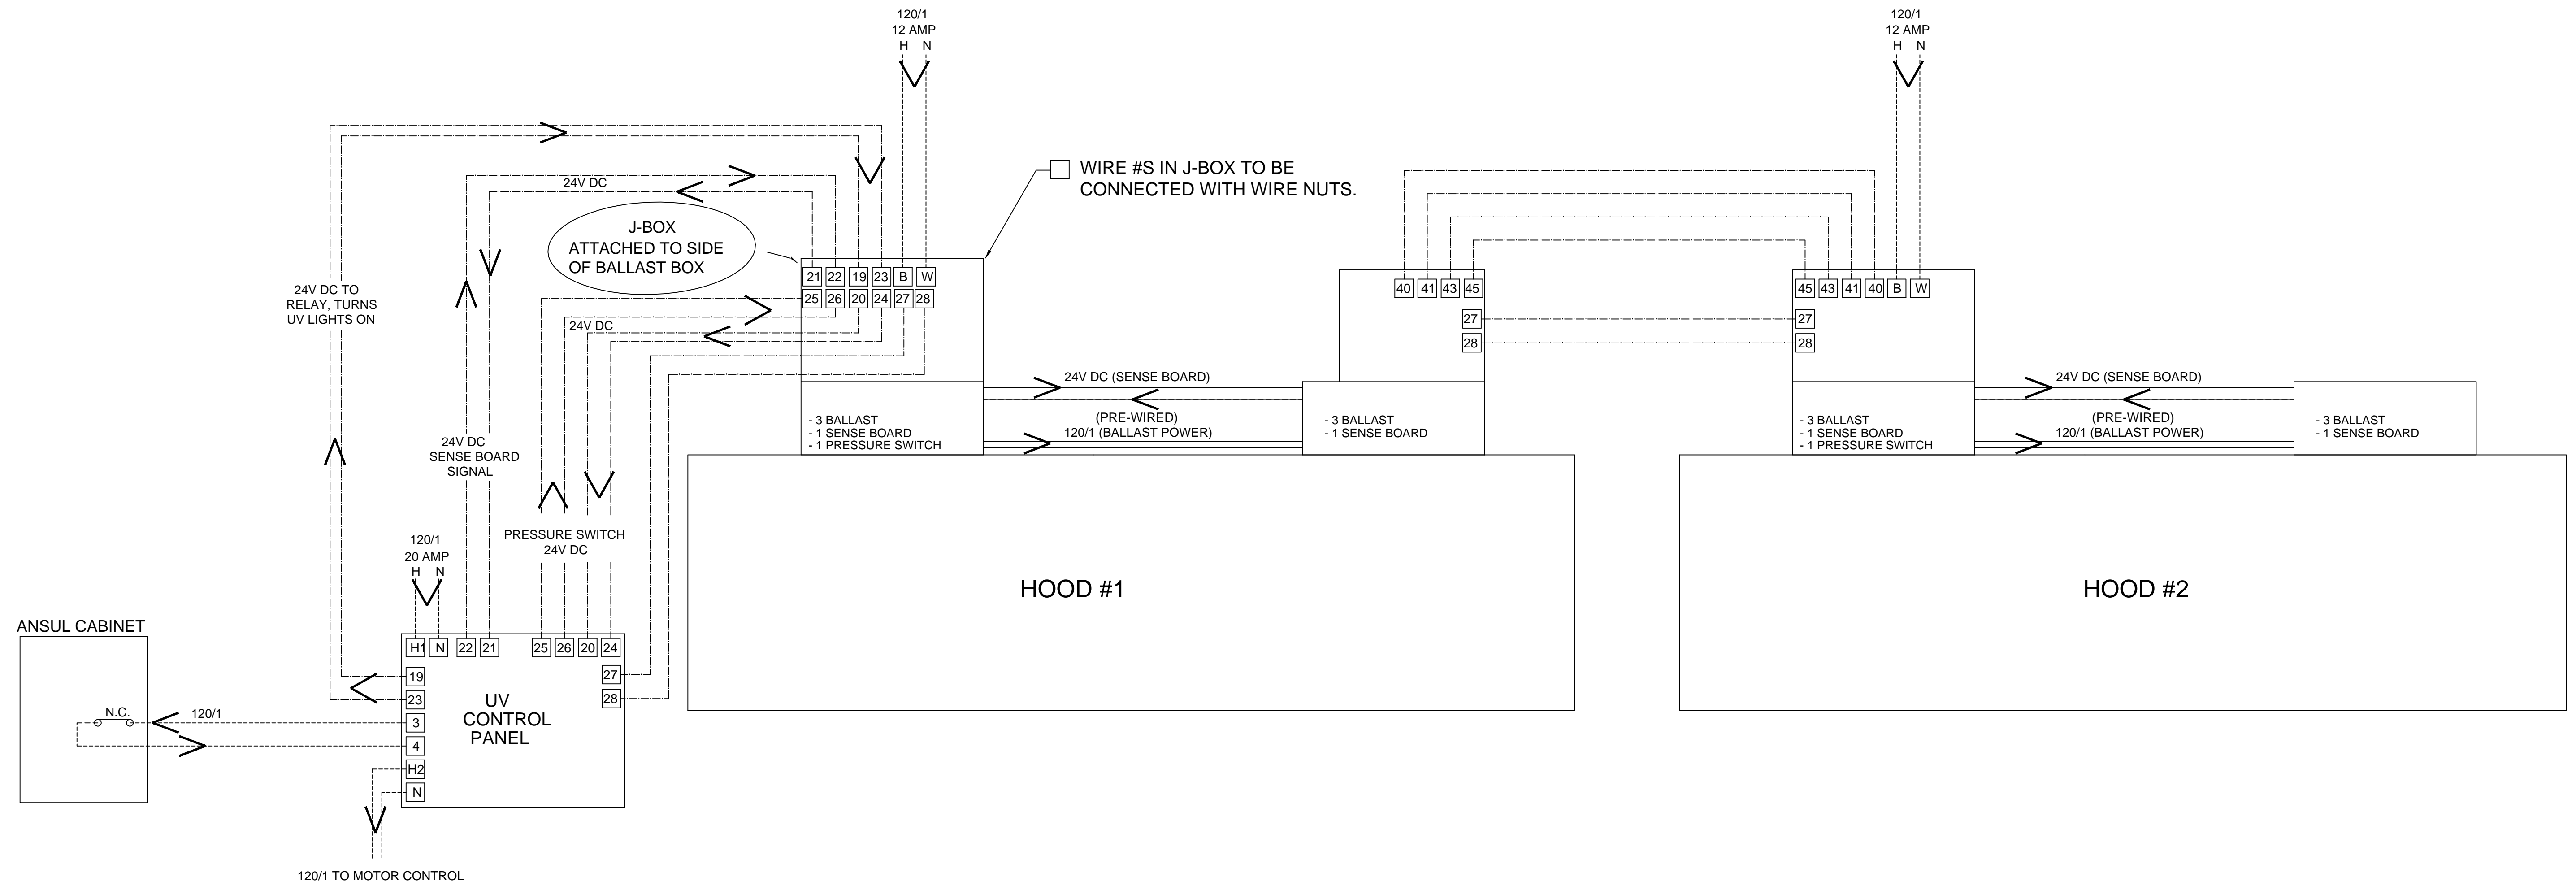 120/1
12 AMP
H N
120/1
12 AMP
H N
WIRE #S IN J-BOX TO BE
CONNECTED WITH WIRE NUTS.
24V DC
J-BOX
ATTACHED TO SIDE
OF BALLAST BOX
21 22 19 23 B W
25 26 20 24 27 28
24V DC
40 41 43 45
27
28
45 43 41 40 B W
27
28
24V DC TO
RELAY, TURNS
UV LIGHTS ON
24V DC (SENSE BOARD)
(PRE-WIRED)
120/1 (BALLAST POWER)
- 3 BALLAST
- 1 SENSE BOARD
- 1 PRESSURE SWITCH
- 3 BALLAST
- 1 SENSE BOARD
24V DC (SENSE BOARD)
(PRE-WIRED)
120/1 (BALLAST POWER)
- 3 BALLAST
- 1 SENSE BOARD
- 1 PRESSURE SWITCH
- 3 BALLAST
- 1 SENSE BOARD
24V DC
SENSE BOARD
SIGNAL
PRESSURE SWITCH
24V DC
120/1
20 AMP
H N
HOOD #1
HOOD #2
ANSUL CABINET
N.C.
120/1
H1 N 22 21 25 26 20 24
19
23
3
4
H2
N
27
28
UV
CONTROL
PANEL
120/1 TO MOTOR CONTROL